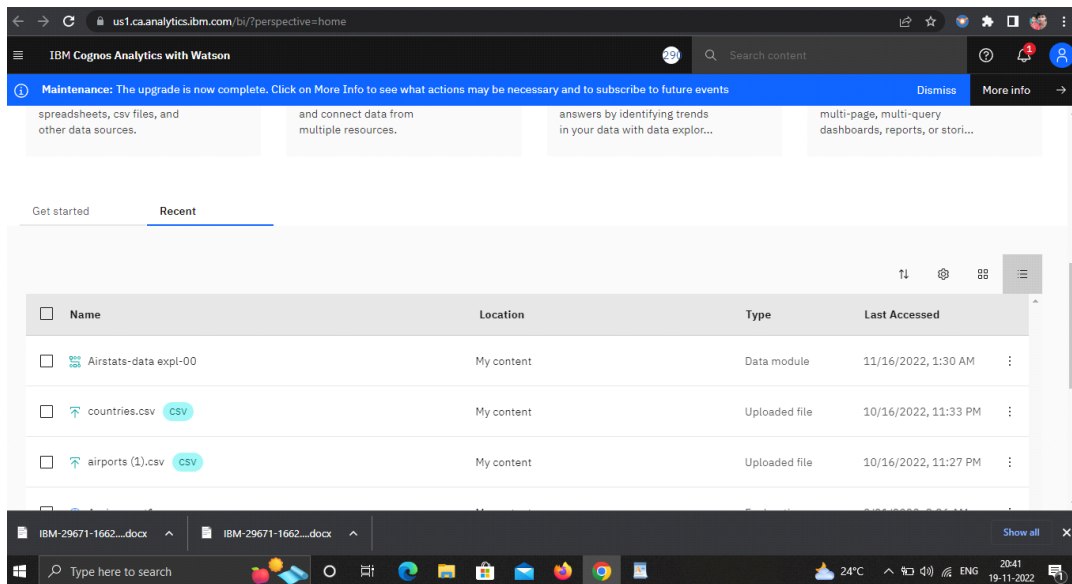 us1.ca.analytics.ibm.com/bi/?perspective=home
IBM Cognos Analytics with Watson
290
Search content
1
Maintenance: The upgrade is now complete. Click on More Info to see what actions may be necessary and to subscribe to future events
Dismiss
More info
spreadsheets, csv files, and
other data sources.
and connect data from
multiple resources.
answers by identifying trends
in your data with data explor...
multi-page, multi-query
dashboards, reports, or stori...
Get started
Recent
Name Location Type Last Accessed
Airstats-data expl-00 My content Data module 11/16/2022, 1:30 AM
countries.csv CSV My content Uploaded file 10/16/2022, 11:33 PM
airports (1).csv CSV My content Uploaded file 10/16/2022, 11:27 PM
IBM-29671-1662....docx
IBM-29671-1662....docx
Show all
Type here to search
24°C
ENG
20:41
19-11-2022
1